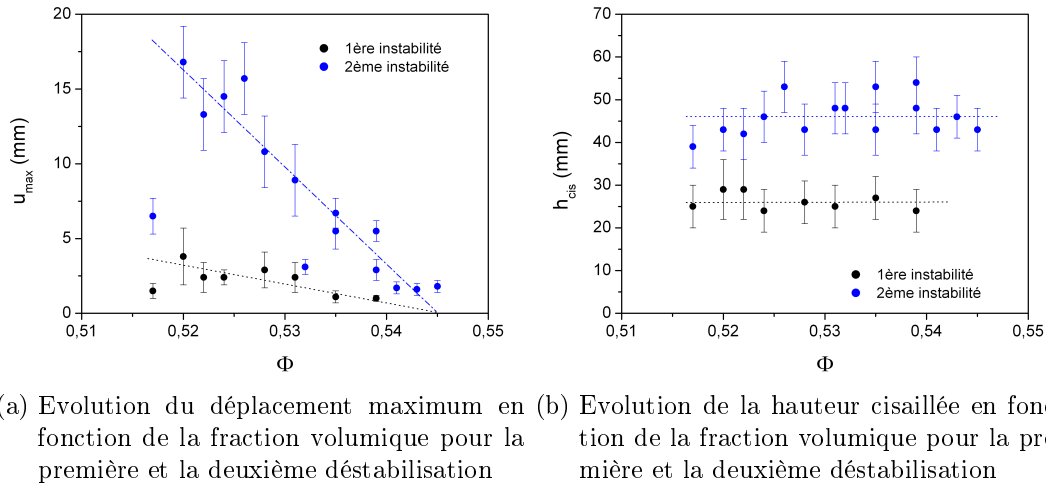 20
15
10
5
0
0,51
0,52
0,53
0,54
0,55
u_max (mm)
Φ
1ère instabilité
2ème instabilité
70
60
50
40
30
20
10
0
0,51
0,52
0,53
0,54
0,55
h_cis (mm)
Φ
1ère instabilité
2ème instabilité
a) Evolution du déplacement maximum en
fonction de la fraction volumique pour la
première et la deuxième déstabilisation
(b) Evolution de la hauteur cisaillée en fonc
tion de la fraction volumique pour la pre
mière et la deuxième déstabilisation